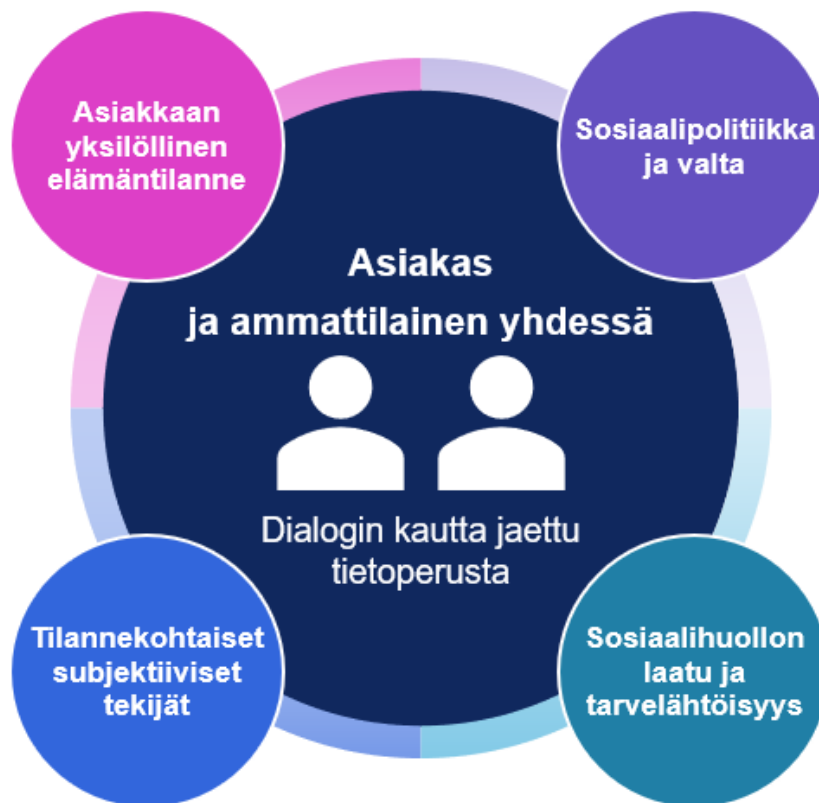 Asiakkaan
yksilöllinen
elämäntilanne
Sosiaalipolitiikka
ja valta
Asiakas
ja ammattilainen yhdessä
Dialogin kautta jaettu
tietoperusta
Tilannekohtaiset
subjektiiviset
tekijät
Sosiaalihuollon
laatu ja
tarvelähtöisyys